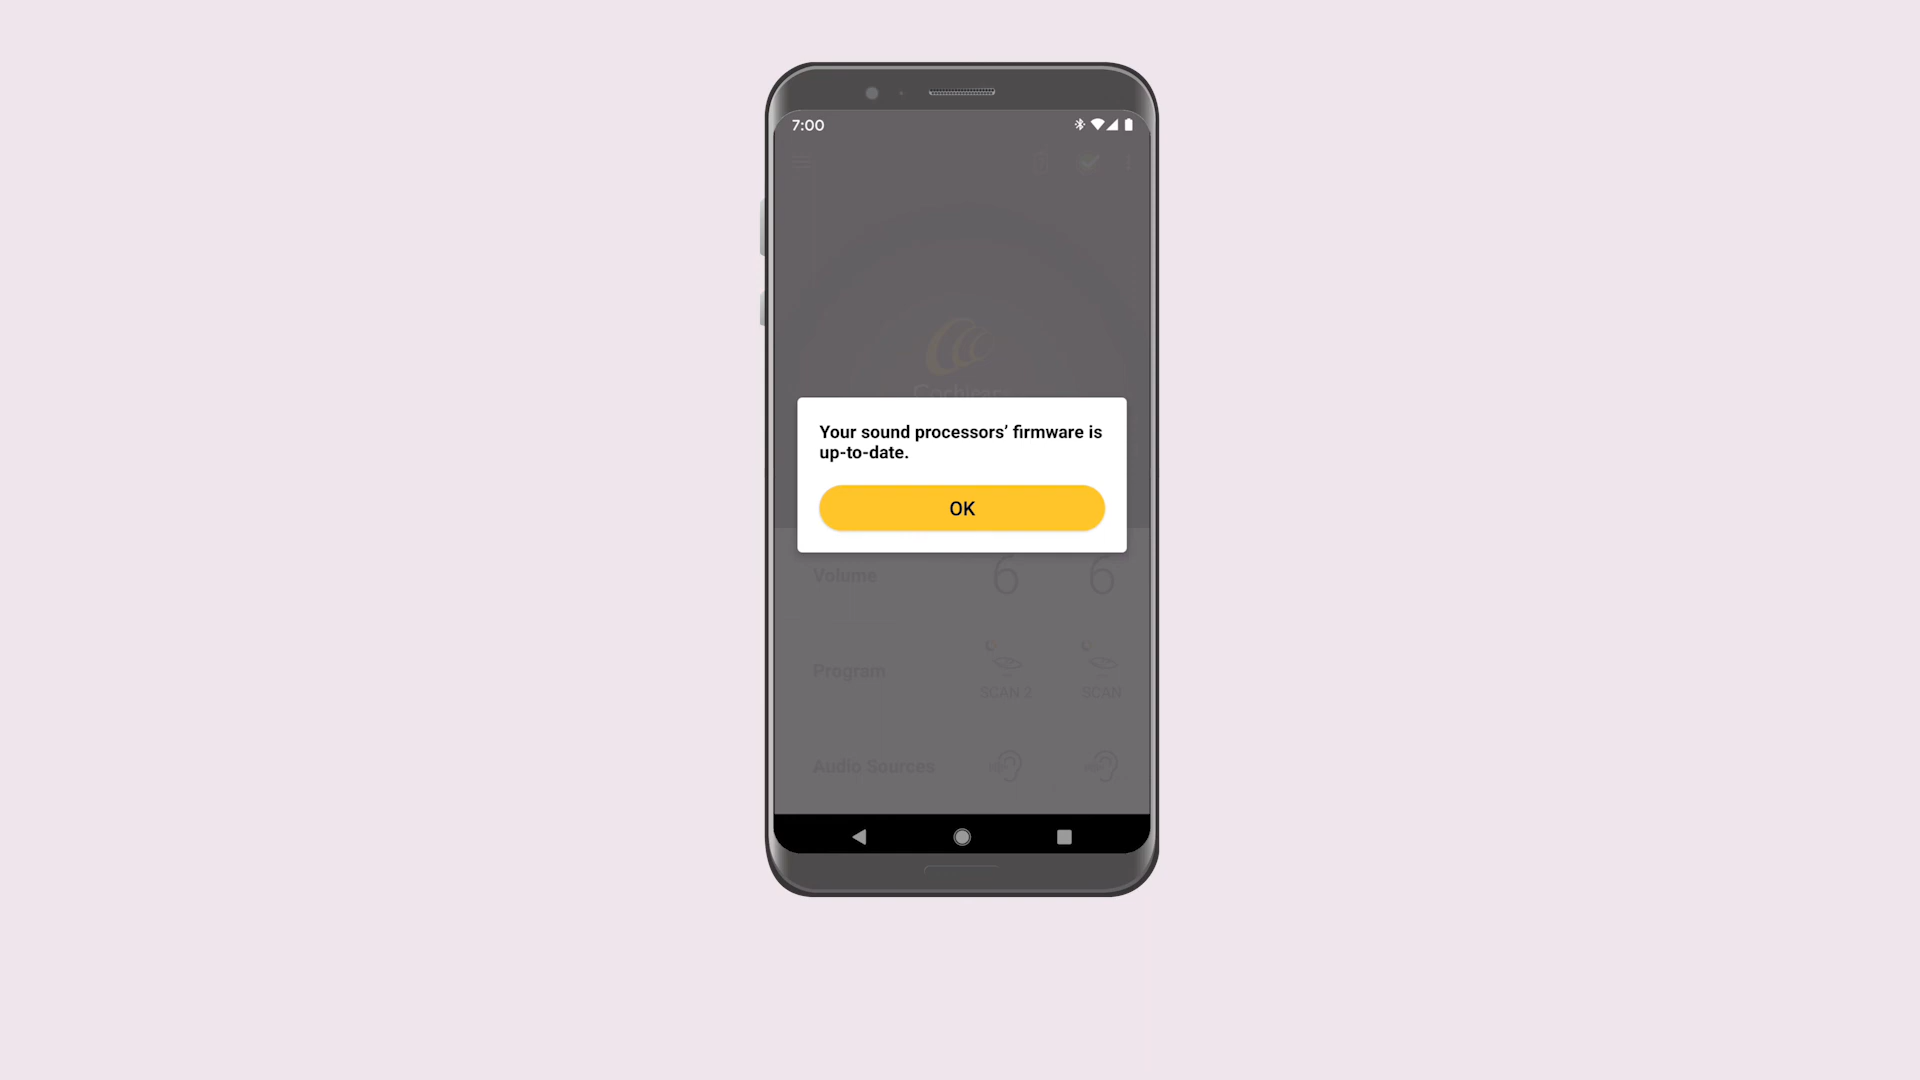 7:00
Cochlear
Your sound processors’ firmware is
up-to-date.
OK
Volume 6 6
Program SCAN 2 SCAN
Audio Sources